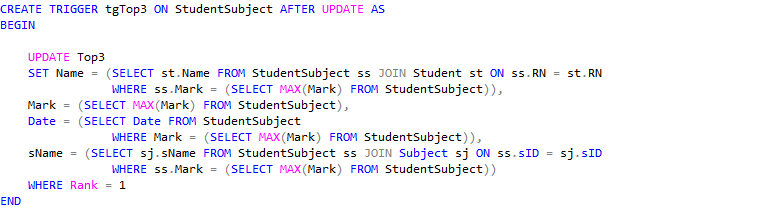 CREATE TRIGGER tgTop3 ON StudentSubject AFTER UPDATE AS
BEGIN
UPDATE Top3
SET Name = (SELECT st.Name FROM StudentSubject ss JOIN Student st ON ss.RN = st.RN
WHERE ss.Mark = (SELECT MAX(Mark) FROM StudentSubject)),
Mark = (SELECT MAX(Mark) FROM StudentSubject),
Date = (SELECT Date FROM StudentSubject
WHERE Mark = (SELECT MAX(Mark) FROM StudentSubject)),
sName = (SELECT sj.sName FROM StudentSubject ss JOIN Subject sj ON ss.sID = sj.sID
WHERE ss.Mark = (SELECT MAX(Mark) FROM StudentSubject))
WHERE Rank = 1
END